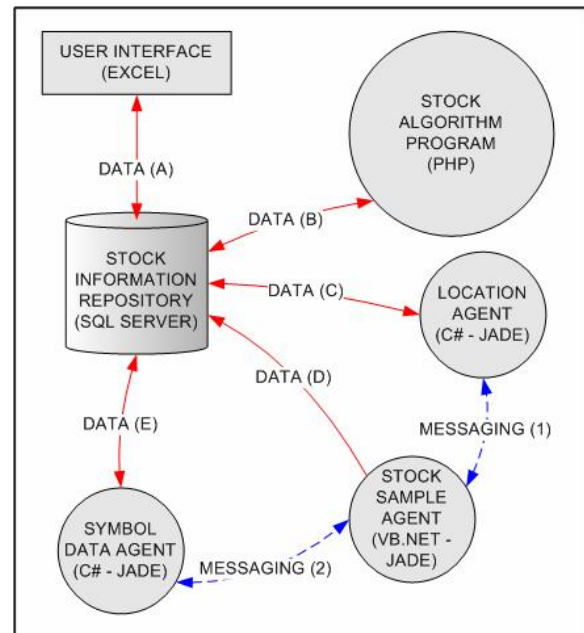 USER INTERFACE
(EXCEL)
STOCK
ALGORITHM
PROGRAM
(PHP)
DATA (A)
DATA (B)
STOCK
INFORMATION
REPOSITORY
(SQL SERVER)
DATA (C)
LOCATION
AGENT
(C# - JADE)
DATA (D)
DATA (E)
MESSAGING (1)
STOCK
SAMPLE
AGENT
(VB.NET -
JADE)
SYMBOL
DATA AGENT
(C# - JADE)
MESSAGING (2)